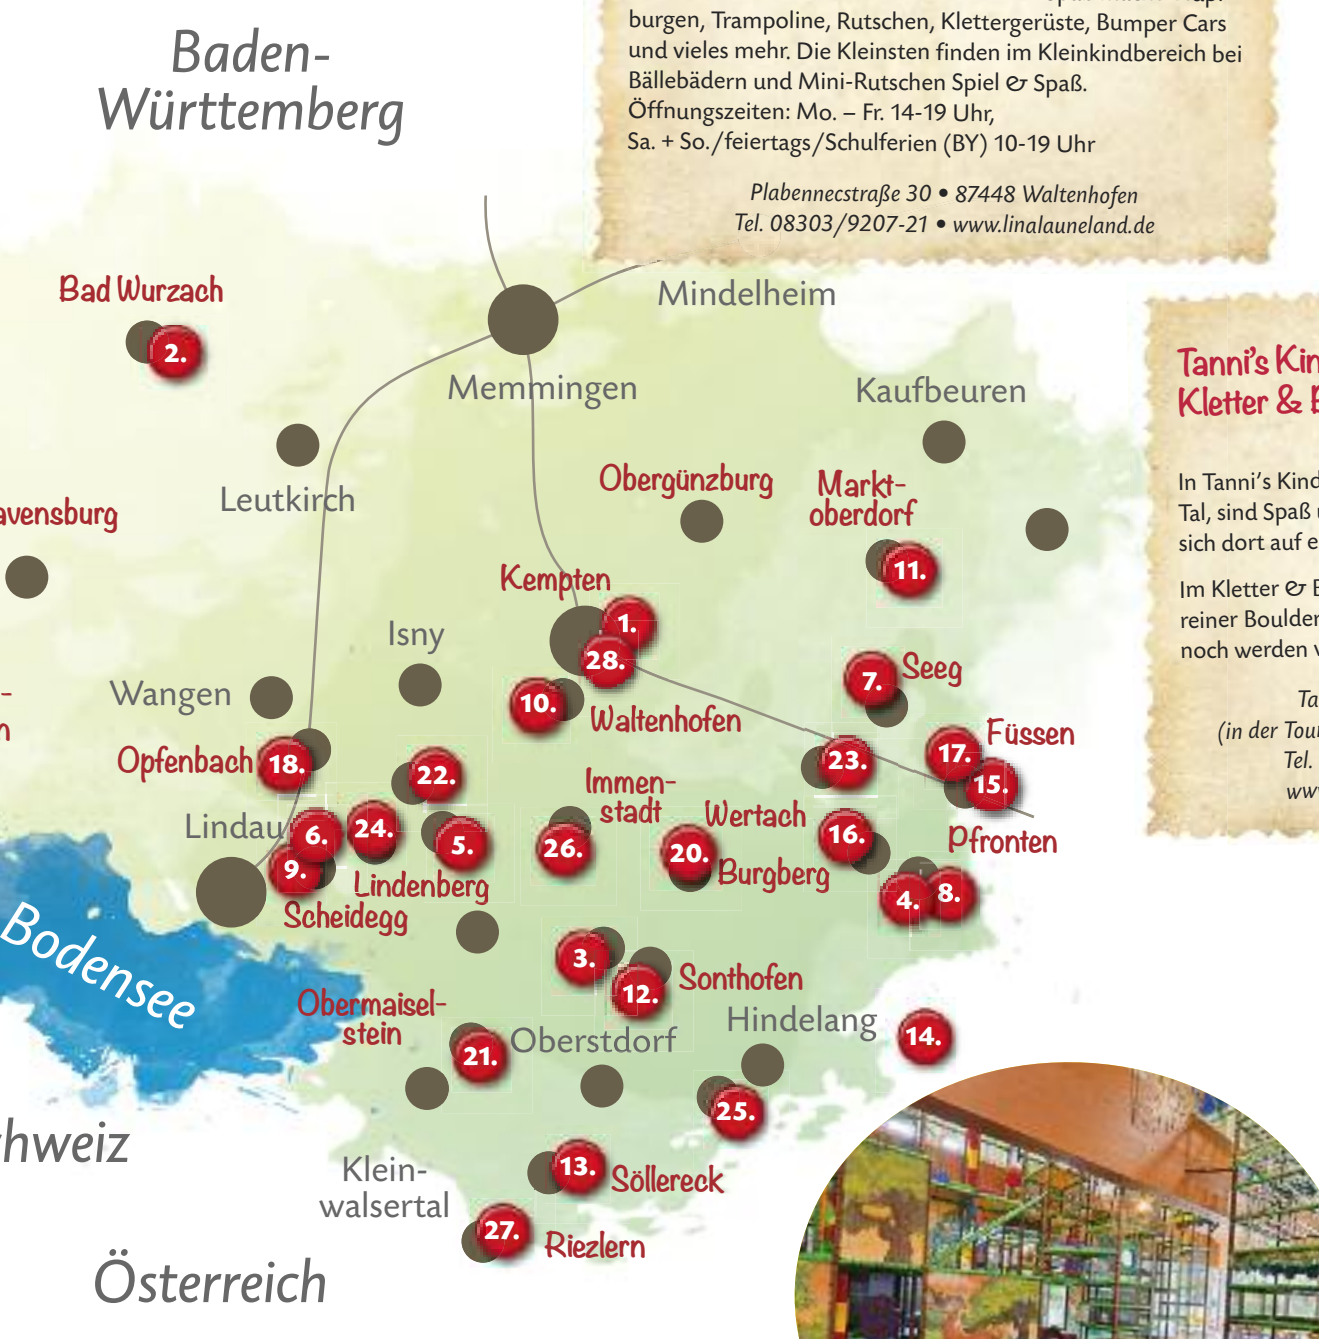 burgen, Trampoline, Rutschen, Klettergerüste, Bumper Cars
und vieles mehr. Die Kleinsten finden im Kleinkindbereich bei
Bällebädern und Mini-Rutschen Spiel & Spaß.
Öffnungszeiten: Mo. – Fr. 14-19 Uhr,
Sa. + So./feiertags/Schulferien (BY) 10-19 Uhr
Plabennecstraße 30 • 87448 Waltenhofen
Tel. 08303/9207-21 • www.linalauneland.de
Baden-
Württemberg
Bad Wurzach
2.
Mindelheim
Memmingen
Kaufbeuren
Leutkirch
Obergünzburg
Markt-
oberdorf
11.
avensburg
Kempten
1.
28.
Isny
Wangen
10.
Waltenhofen
7.
Seeg
Füssen
17.
15.
Opfenbach
18.
22.
23.
Immen-
stadt
Wertach
Lindau
6.
24.
5.
26.
20.
16.
Pfronten
9.
Lindenberg
Burgberg
4.
8.
Scheidegg
Bodensee
3.
12.
Sonthofen
Obermaisel-
stein
21.
Oberstdorf
Hindelang
14.
25.
hweiz
Klein-
walsertal
13.
Söllereck
27.
Riezlern
Österreich
Tanni's Kin
Kletter & B
In Tanni's Kind
Tal, sind Spaß u
sich dort auf e
Im Kletter & B
reiner Boulder
noch werden v
Ta
(in der Tour
Tel.
www